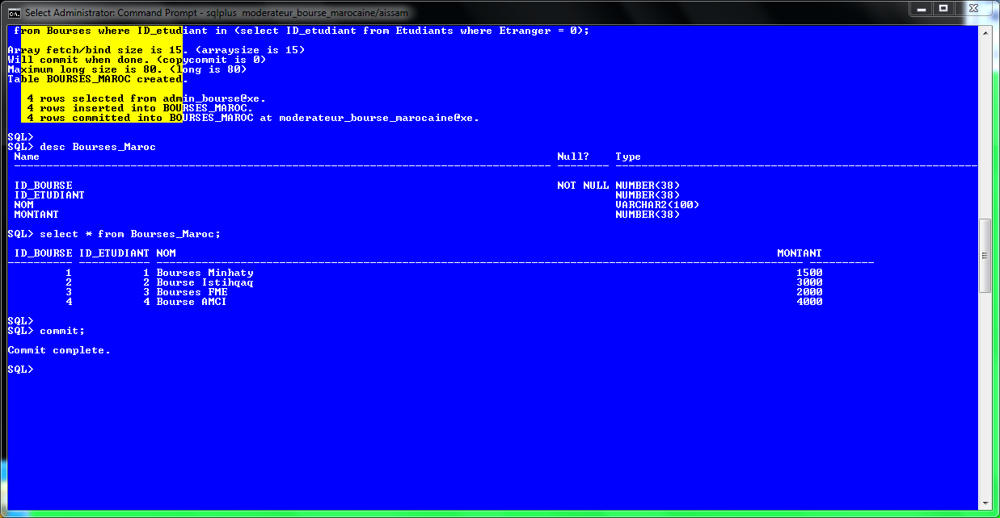 Select Administrator: Command Prompt - sqlplus  moderateur_bourse_marocaine/aissam
from Bourses where ID_etudiant in (select ID_etudiant from Etudiants where Etranger = 0);
Array fetch/bind size is 15. (arraysize is 15)
Will commit when done. (copycommit is 0)
Maximum long size is 80. (long is 80)
Table BOURSES_MAROC created.
4 rows selected from admin_bourse@xe.
4 rows inserted into BOURSES_MAROC.
4 rows committed into BOURSES_MAROC at moderateur_bourse_marocaine@xe.
SQL>
SQL> desc Bourses_Maroc
Name Null? Type
ID_BOURSE NOT NULL NUMBER(38)
ID_ETUDIANT NUMBER(38)
NOM VARCHAR2(100)
MONTANT NUMBER(38)
SQL> select * from Bourses_Maroc;
ID_BOURSE ID_ETUDIANT NOM MONTANT
1 1 Bourses Minhaty 1500
2 2 Bourse Istihqaq 3000
3 3 Bourses FME 2000
4 4 Bourse AMCI 4000
SQL>
SQL> commit;
Commit complete.
SQL>